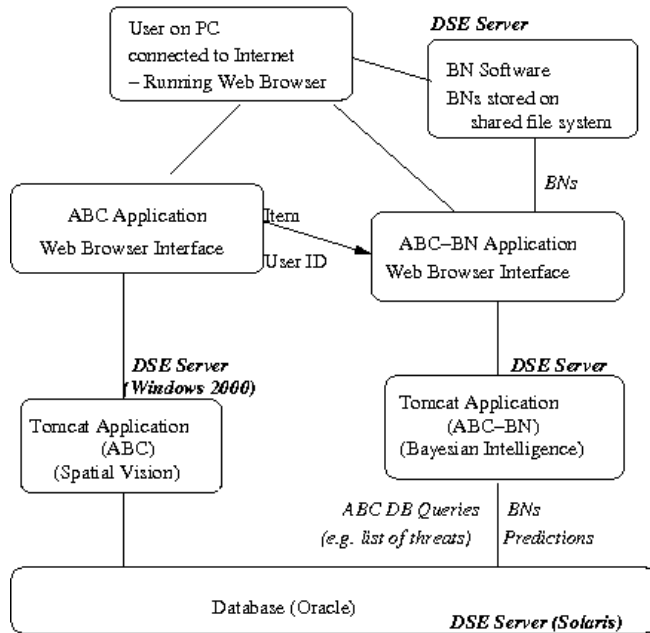 User on PC
connected to Internet
– Running Web Browser
DSE Server
BN Software
BNs stored on
shared file system
BNs
ABC Application
Web Browser Interface
Item
User ID
ABC–BN Application
Web Browser Interface
DSE Server
(Windows 2000)
Tomcat Application
(ABC)
(Spatial Vision)
DSE Server
Tomcat Application
(ABC–BN)
(Bayesian Intelligence)
ABC DB Queries
(e.g. list of threats)
BNs
Predictions
Database (Oracle)
DSE Server (Solaris)